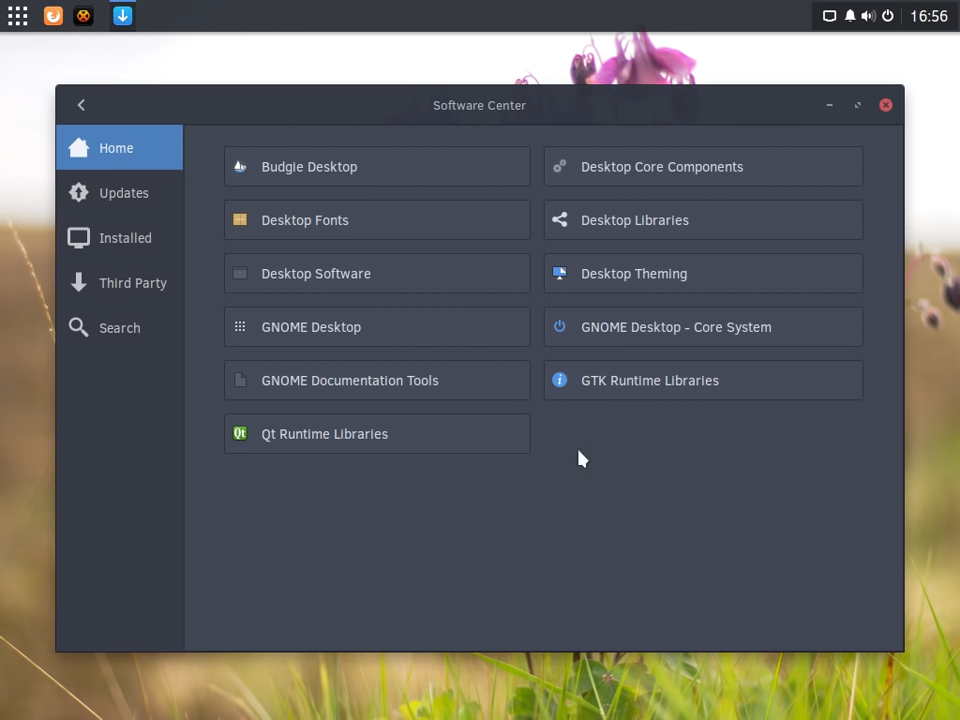 16:56
Software Center
Home
Updates
Installed
Third Party
Search
Budgie Desktop
Desktop Core Components
Desktop Fonts
Desktop Libraries
Desktop Software
Desktop Theming
GNOME Desktop
GNOME Desktop - Core System
GNOME Documentation Tools
GTK Runtime Libraries
Qt Qt Runtime Libraries